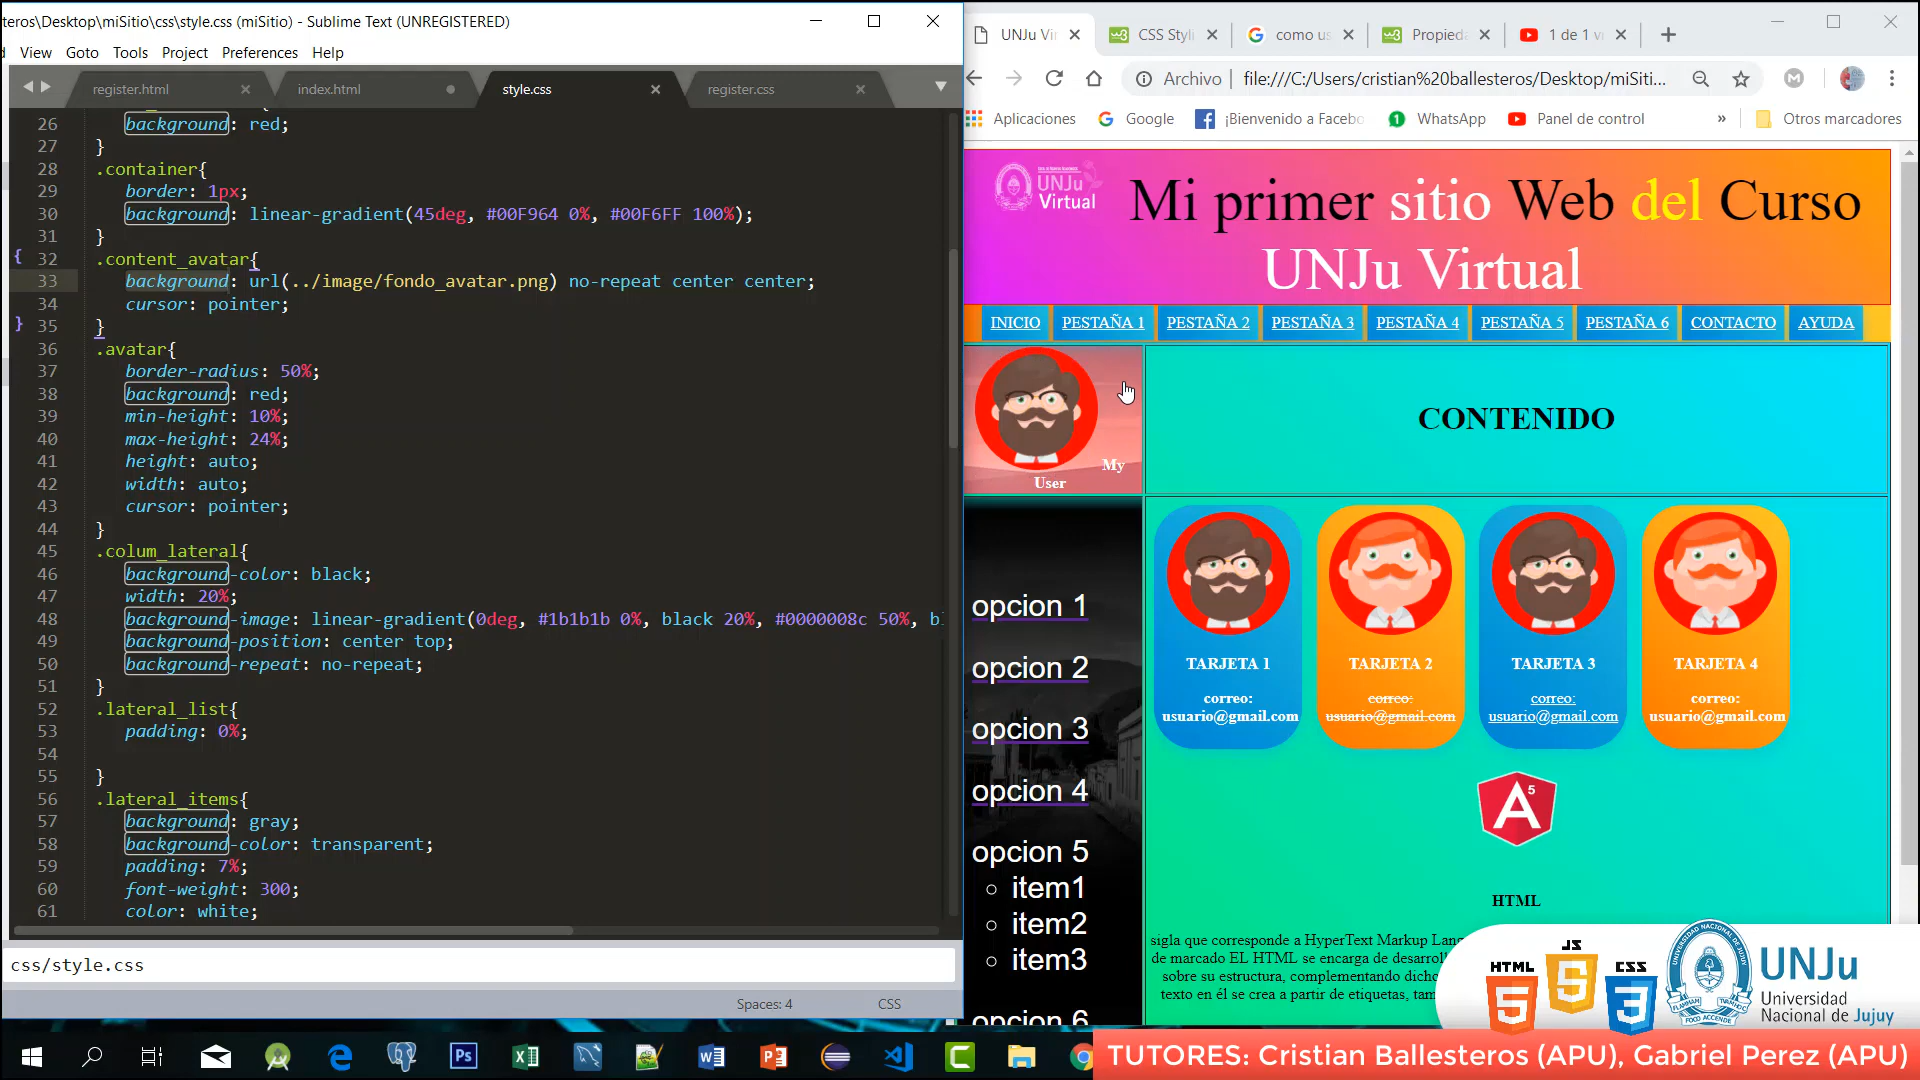 teros\Desktop\miSitio\css\style.css (miSitio) - Sublime Text (UNREGISTERED)
View Goto Tools Project Preferences Help
register.html
index.html
style.css
register.css
26 background: red;
27 }
28 .container{
29 border: 1px;
30 background: linear-gradient(45deg, #00F964 0%, #00F6FF 100%);
31 }
32 .content_avatar{
33 background: url(../image/fondo_avatar.png) no-repeat center center;
34 cursor: pointer;
35 }
36 .avatar{
37 border-radius: 50%;
38 background: red;
39 min-height: 10%;
40 max-height: 24%;
41 height: auto;
42 width: auto;
43 cursor: pointer;
44 }
45 .colum_lateral{
46 background-color: black;
47 width: 20%;
48 background-image: linear-gradient(0deg, #1b1b1b 0%, black 20%, #0000008c 50%, bl
49 background-position: center top;
50 background-repeat: no-repeat;
51 }
52 .lateral_list{
53 padding: 0%;
54
55 }
56 .lateral_items{
57 background: gray;
58 background-color: transparent;
59 padding: 7%;
60 font-weight: 300;
61 color: white;
css/style.css
Spaces: 4
CSS
UNJu Vir
CSS Styli
como us
Propieda
1 de 1 vi
Archivo
file:///C:/Users/cristian%20ballesteros/Desktop/miSiti...
Aplicaciones
Google
¡Bienvenido a Facebo
WhatsApp
Panel de control
»
Otros marcadores
UNJu
Virtual
Mi primer sitio Web del Curso
UNJu Virtual
INICIO
PESTAÑA 1
PESTAÑA 2
PESTAÑA 3
PESTAÑA 4
PESTAÑA 5
PESTAÑA 6
CONTACTO
AYUDA
My
User
CONTENIDO
opcion 1
opcion 2
opcion 3
opcion 4
opcion 5
item1
item2
item3
opcion 6
TARJETA 1
correo:
usuario@gmail.com
TARJETA 2
correo:
usuario@gmail.com
TARJETA 3
correo:
usuario@gmail.com
TARJETA 4
correo:
usuario@gmail.com
A5
HTML
sigla que corresponde a HyperText Markup Lang
de marcado EL HTML se encarga de desarroll
sobre su estructura, complementando dicho
texto en él se crea a partir de etiquetas, tam
HTML
5
JS
5
CSS
3
UNJu
Universidad
Nacional de Jujuy
TUTORES: Cristian Ballesteros (APU), Gabriel Perez (APU)